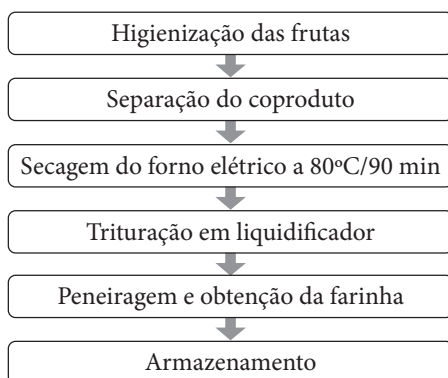 Higienização das frutas
Separação do coproduto
Secagem do forno elétrico a 80ºC/90 min
Trituração em liquidificador
Peneiragem e obtenção da farinha
Armazenamento